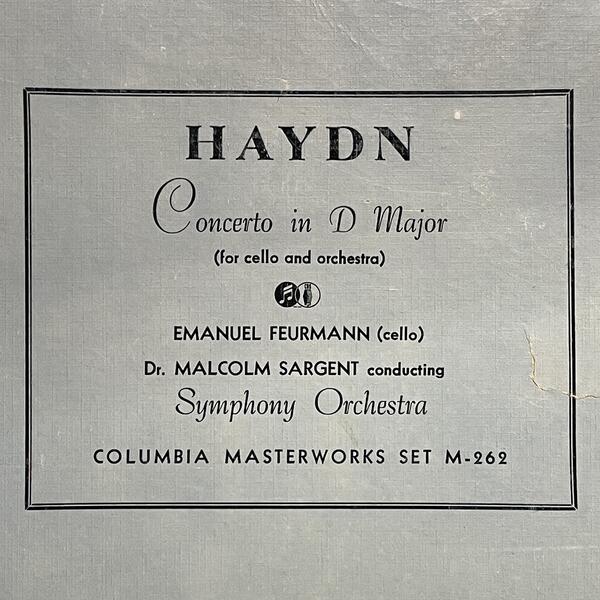 HAYDN
Concerto in D Major
(for cello and orchestra)
EMANUEL FEURMANN (cello)
Dr. MALCOLM SARGENT conducting
Symphony Orchestra
COLUMBIA MASTERWORKS SET M-262